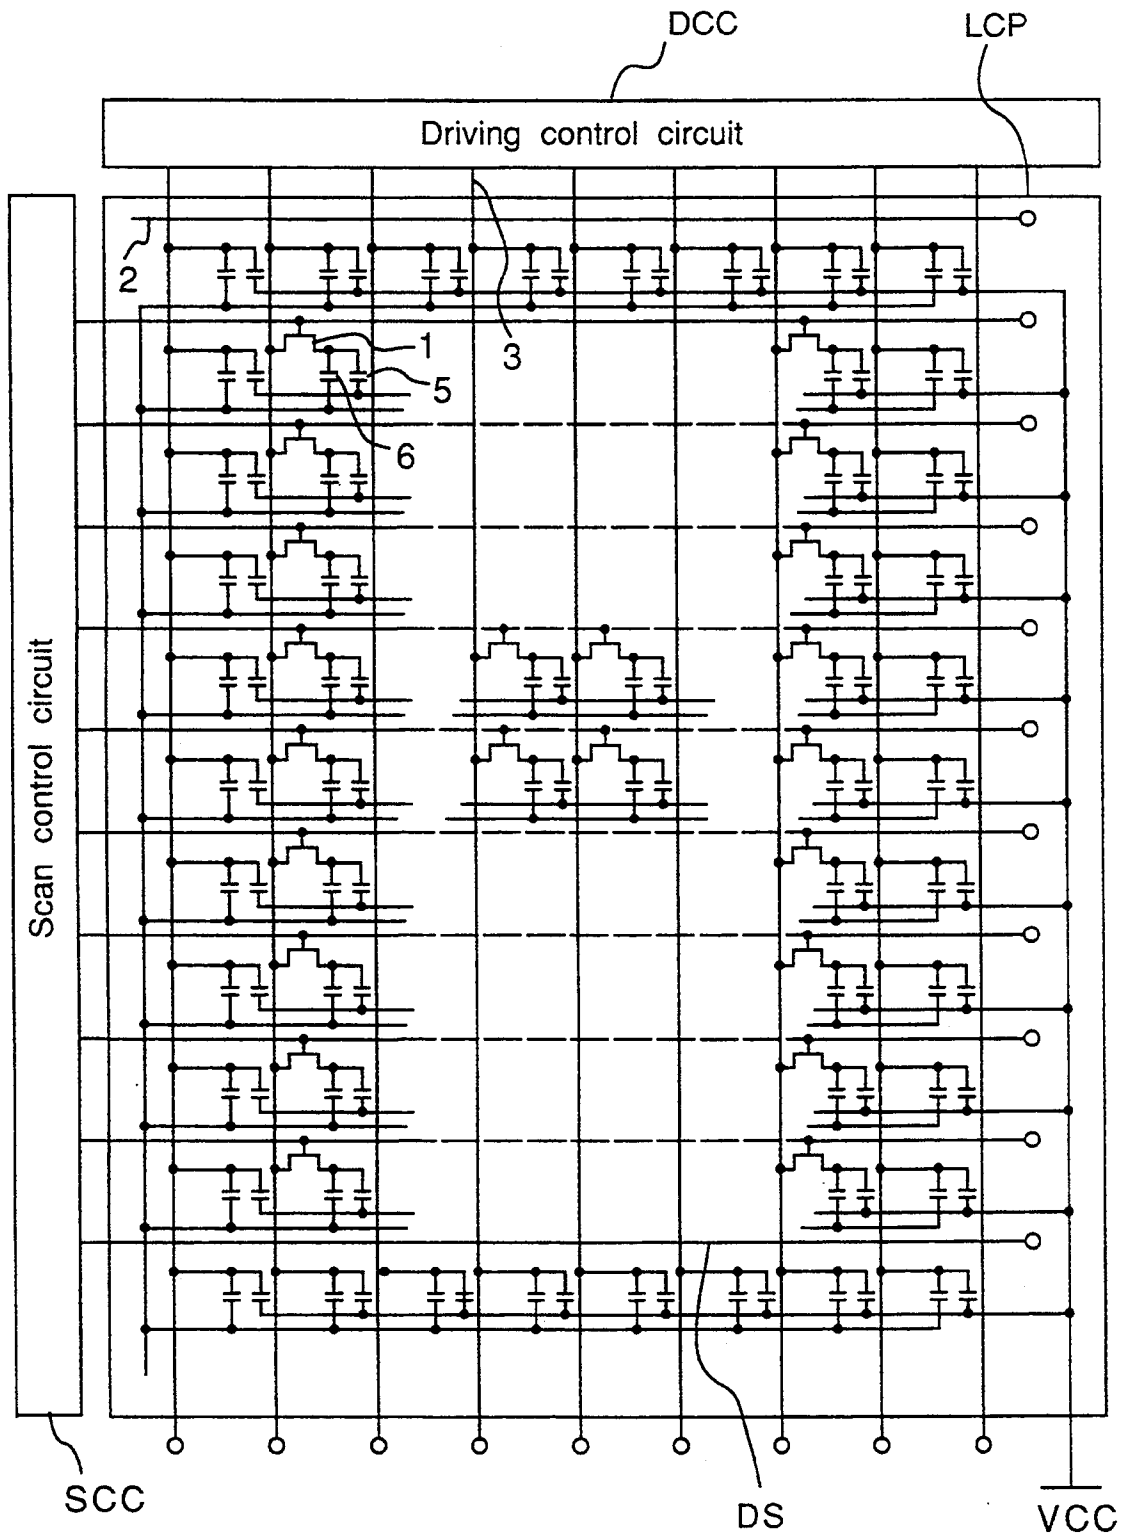 DCC
LCP
Driving control circuit
2
1
3
5
6
Scan control circuit
SCC
DS
VCC